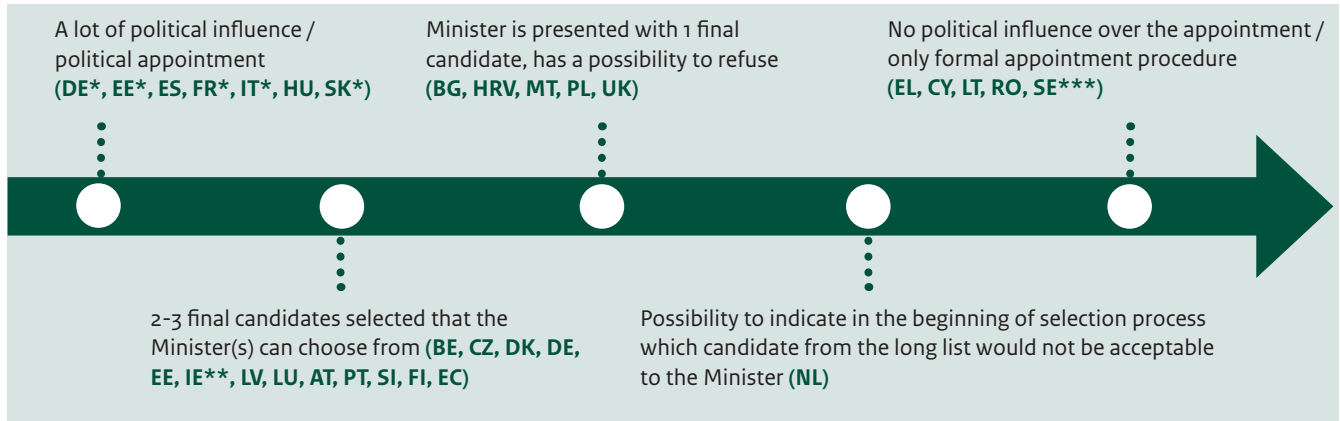 A lot of political influence /
political appointment
(DE*, EE*, ES, FR*, IT*, HU, SK*)
Minister is presented with 1 final
candidate, has a possibility to refuse
(BG, HRV, MT, PL, UK)
No political influence over the appointment /
only formal appointment procedure
(EL, CY, LT, RO, SE***)
2-3 final candidates selected that the
Minister(s) can choose from (BE, CZ, DK, DE,
EE, IE**, LV, LU, AT, PT, SI, FI, EC)
Possibility to indicate in the beginning of selection process
which candidate from the long list would not be acceptable
to the Minister (NL)